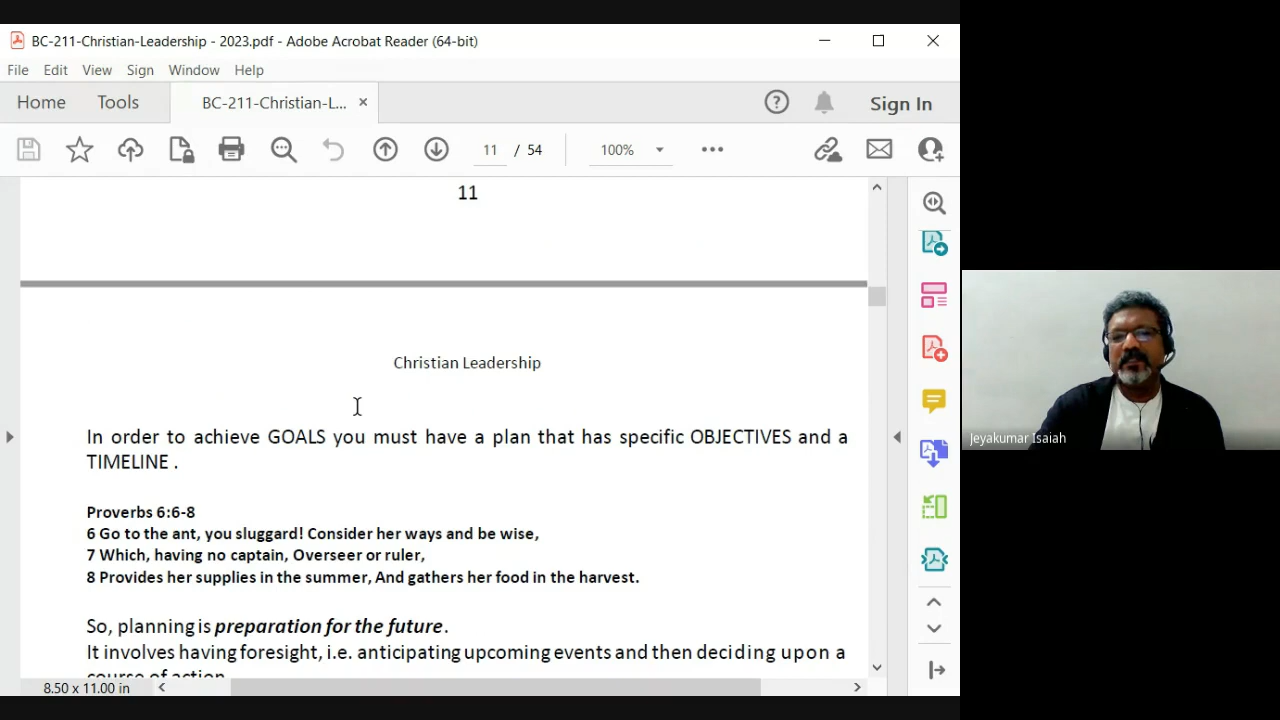 BC-211-Christian-Leadership - 2023.pdf - Adobe Acrobat Reader (64-bit)
File Edit View Sign Window Help
Home Tools BC-211-Christian-L... × Sign In
11 / 54 100%
11
Christian Leadership
In order to achieve GOALS you must have a plan that has specific OBJECTIVES and a
TIMELINE .
Proverbs 6:6-8
6 Go to the ant, you sluggard! Consider her ways and be wise,
7 Which, having no captain, Overseer or ruler,
8 Provides her supplies in the summer, And gathers her food in the harvest.
So, planning is preparation for the future.
It involves having foresight, i.e. anticipating upcoming events and then deciding upon a
course of action
8.50 x 11.00 in
Jeyakumar Isaiah